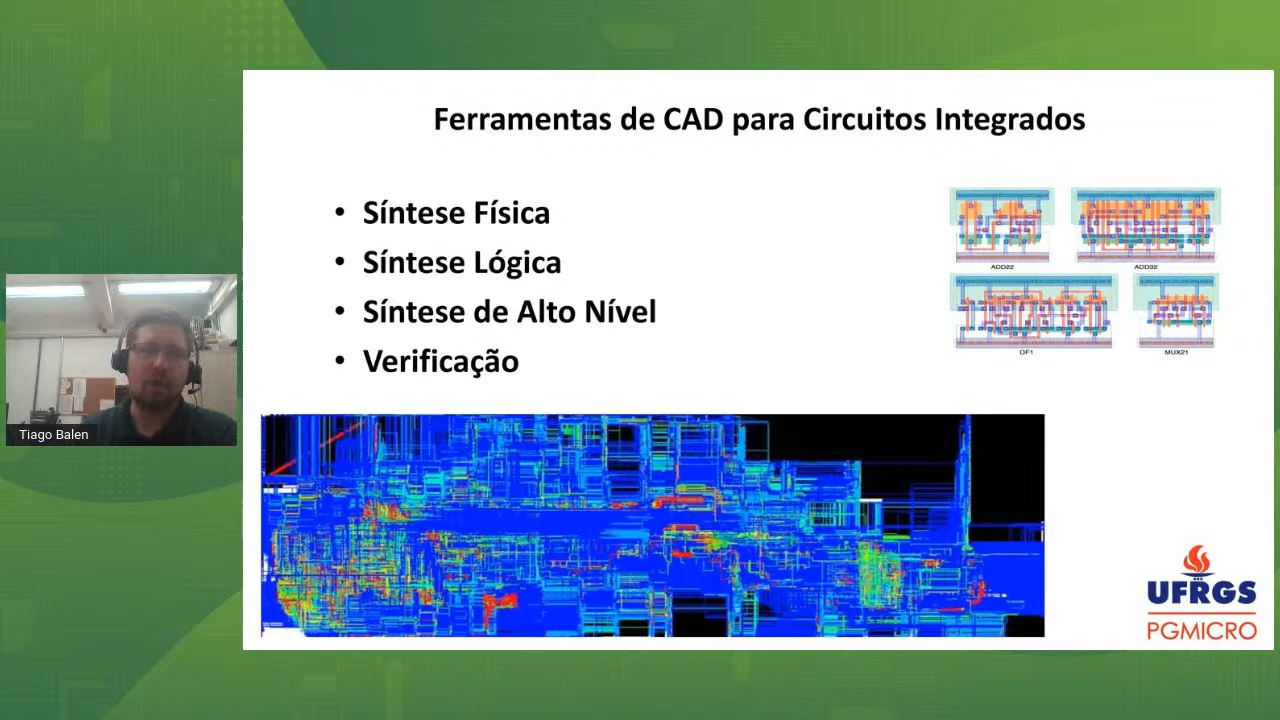 Ferramentas de CAD para Circuitos Integrados
• Síntese Física
• Síntese Lógica
• Síntese de Alto Nível
• Verificação
ADD22
ADD32
DF1
MUX21
Tiago Balen
UFRGS
PGMICRO